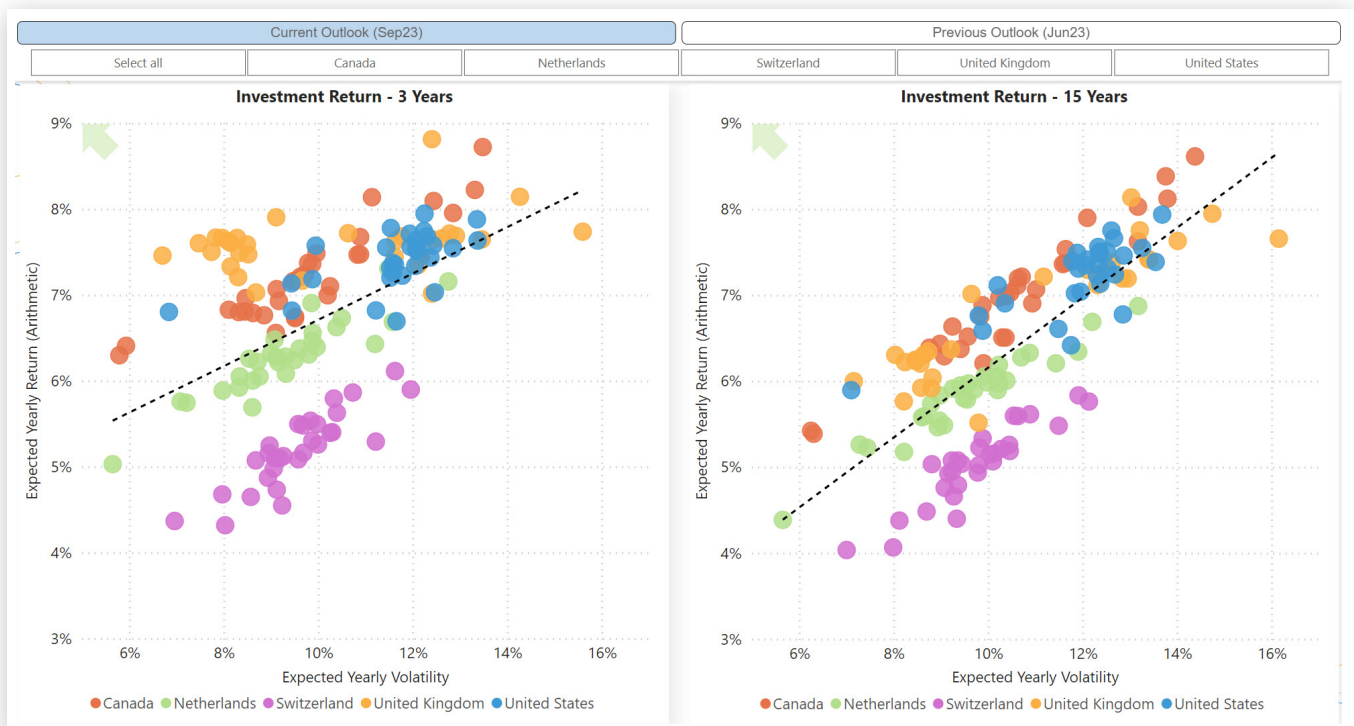 Current Outlook (Sep23)
Previous Outlook (Jun23)
Select all
Canada
Netherlands
Switzerland
United Kingdom
United States
Investment Return - 3 Years
Expected Yearly Return (Arithmetic)
9%
8%
7%
6%
5%
4%
3%
6%
8%
10%
12%
14%
16%
Expected Yearly Volatility
Canada
Netherlands
Switzerland
United Kingdom
United States
Investment Return - 15 Years
Expected Yearly Return (Arithmetic)
9%
8%
7%
6%
5%
4%
3%
6%
8%
10%
12%
14%
16%
Expected Yearly Volatility
Canada
Netherlands
Switzerland
United Kingdom
United States